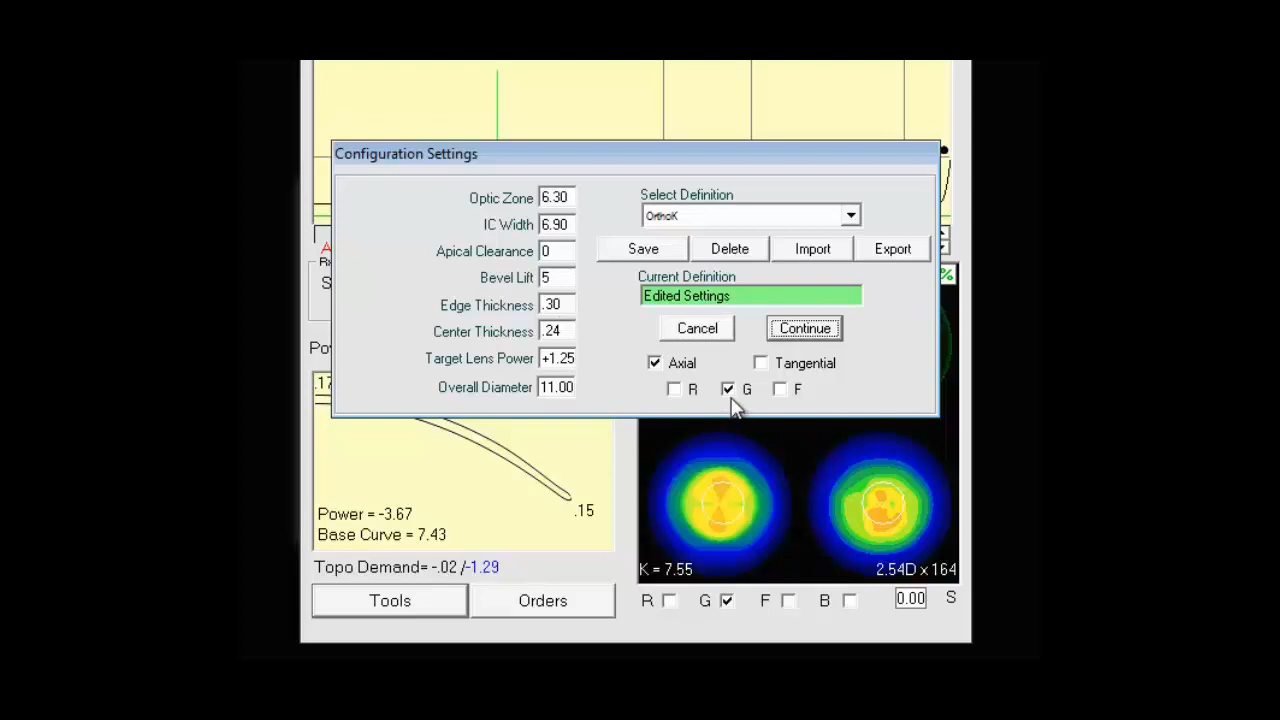 Configuration Settings
Optic Zone 6.30
IC Width 6.90
Apical Clearance 0
Bevel Lift 5
Edge Thickness .30
Center Thickness .24
Target Lens Power +1.25
Overall Diameter 11.00
Select Definition
OrthoK
Save Delete Import Export
Current Definition
Edited Settings
Cancel Continue
Axial Tangential
R G F
A
Rx
S
%
Po
.17
.15
Power = -3.67
Base Curve = 7.43
Topo Demand= -.02 /-1.29
Tools Orders
K = 7.55 2.54D x 164
R G F B 0.00 S